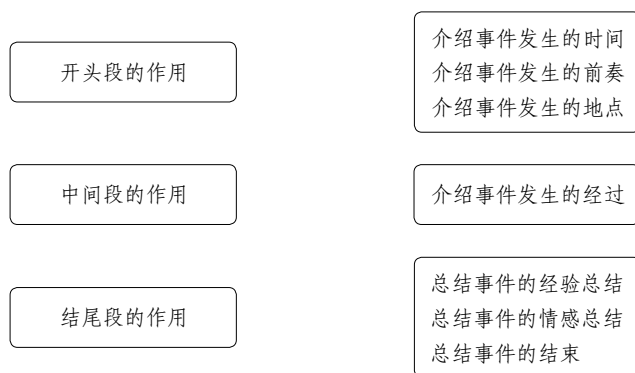 开头段的作用
介绍事件发生的时间
介绍事件发生的前奏
介绍事件发生的地点
中间段的作用
介绍事件发生的经过
结尾段的作用
总结事件的经验总结
总结事件的情感总结
总结事件的结束